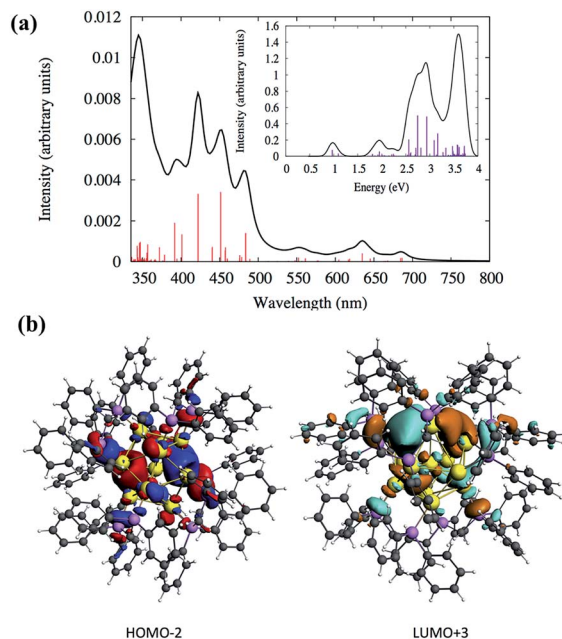 (a)
Intensity (arbitrary units)
0.012
0.01
0.008
0.006
0.004
0.002
0
350 400 450 500 550 600 650 700 750 800
Wavelength (nm)
Intensity (arbitrary units)
1.6
1.4
1.2
1
0.8
0.6
0.4
0.2
0
0 0.5 1 1.5 2 2.5 3 3.5 4
Energy (eV)
(b)
HOMO-2 LUMO+3